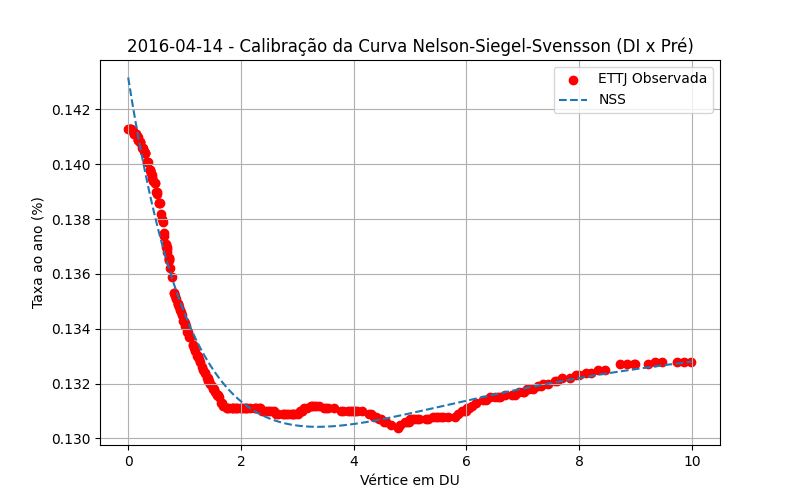 2016-04-14 - Calibração da Curva Nelson-Siegel-Svensson (DI x Pré)
ETTJ Observada
NSS
Taxa ao ano (%)
0.142
0.140
0.138
0.136
0.134
0.132
0.130
0 2 4 6 8 10
Vértice em DU